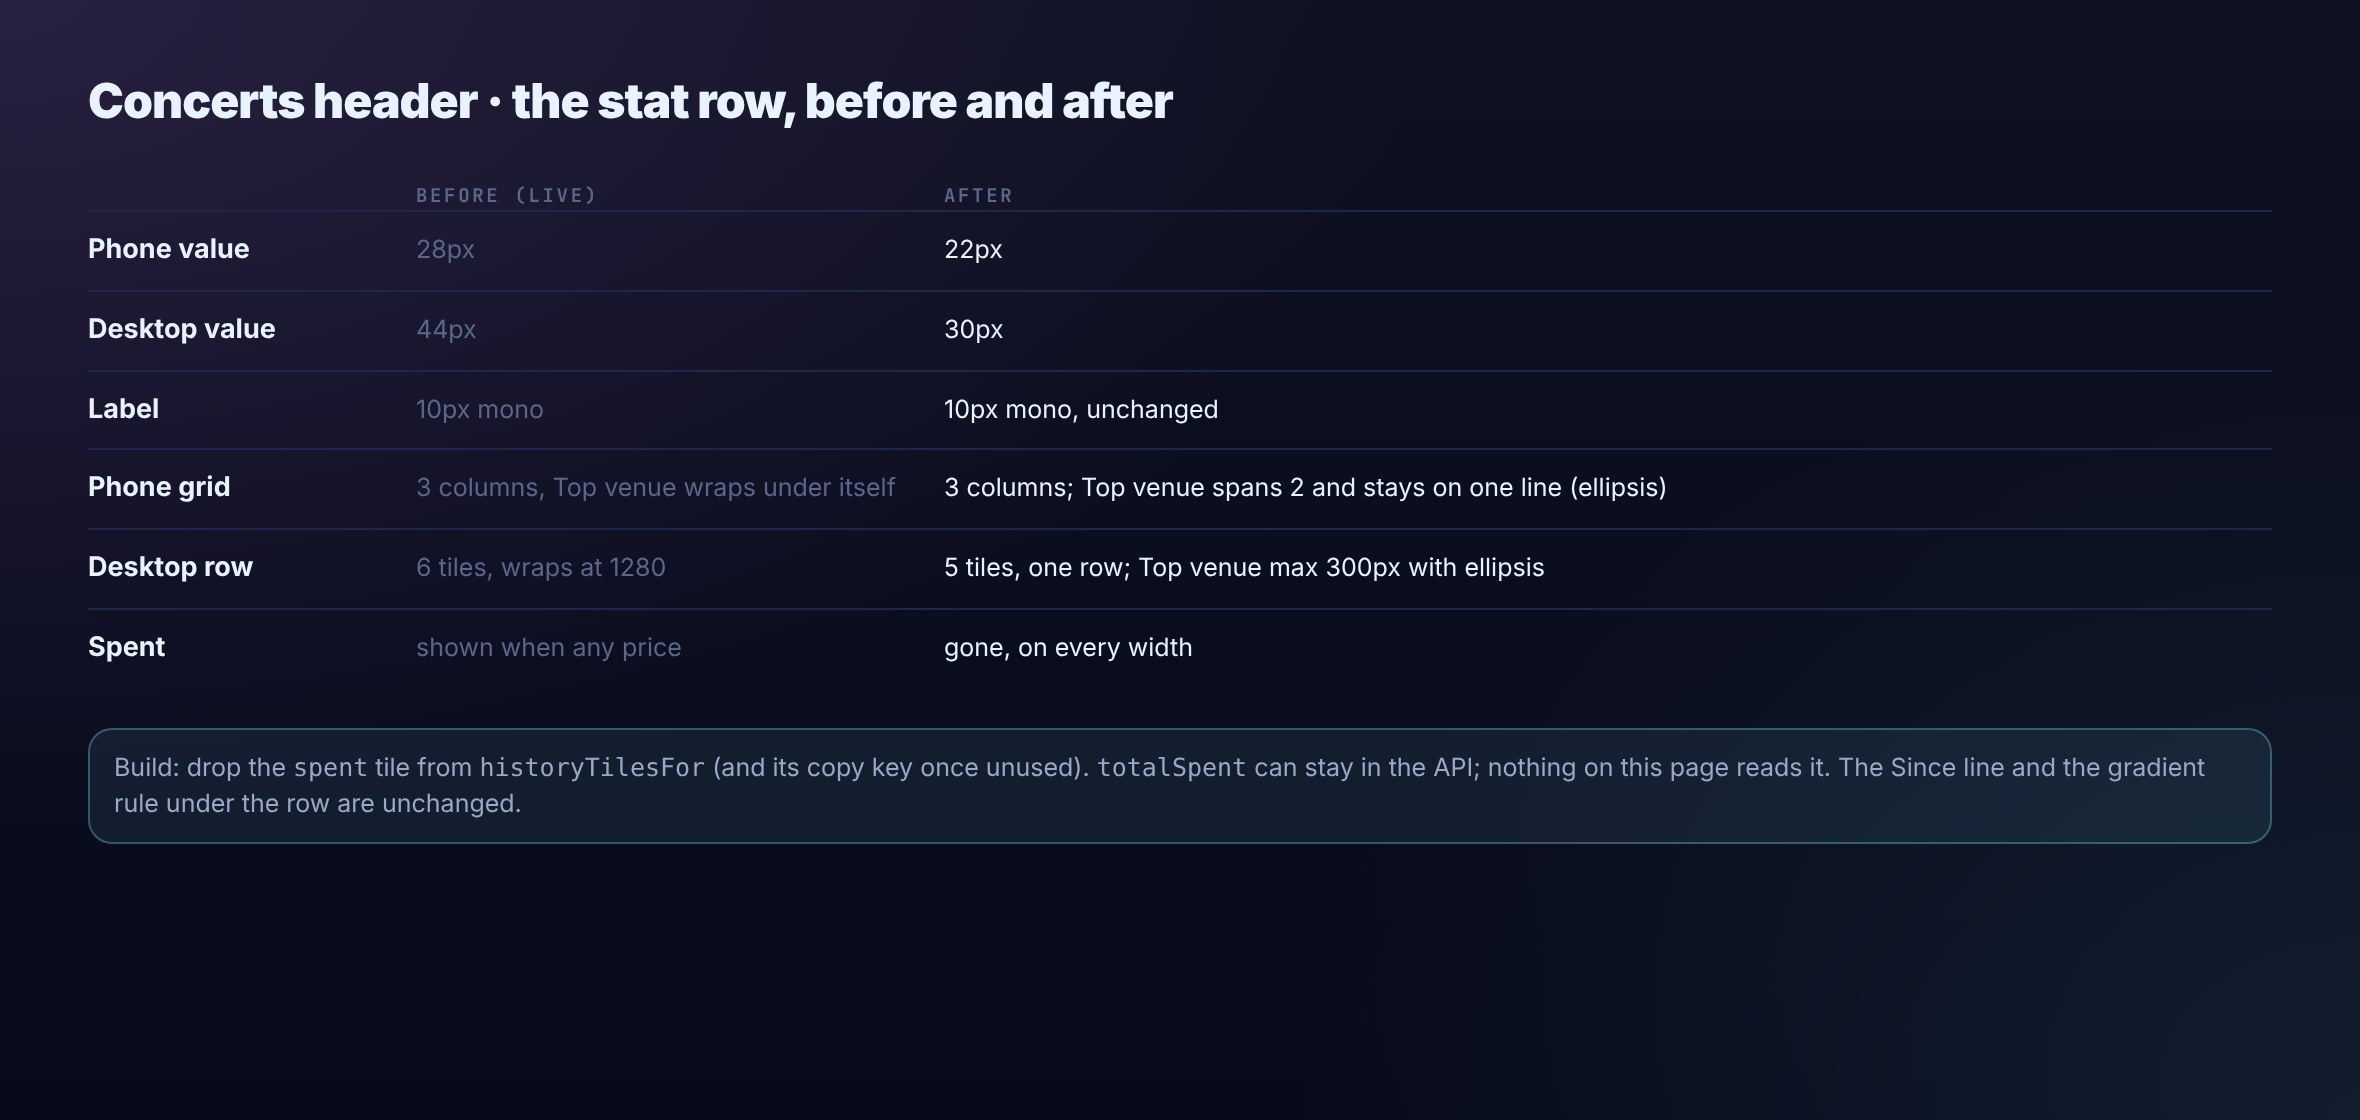 Concerts header · the stat row, before and after
BEFORE (LIVE) AFTER
Phone value 28px 22px
Desktop value 44px 30px
Label 10px mono 10px mono, unchanged
Phone grid 3 columns, Top venue wraps under itself 3 columns; Top venue spans 2 and stays on one line (ellipsis)
Desktop row 6 tiles, wraps at 1280 5 tiles, one row; Top venue max 300px with ellipsis
Spent shown when any price gone, on every width
Build: drop the spent tile from historyTilesFor (and its copy key once unused). totalSpent can stay in the API; nothing on this page reads it. The Since line and the gradient
rule under the row are unchanged.